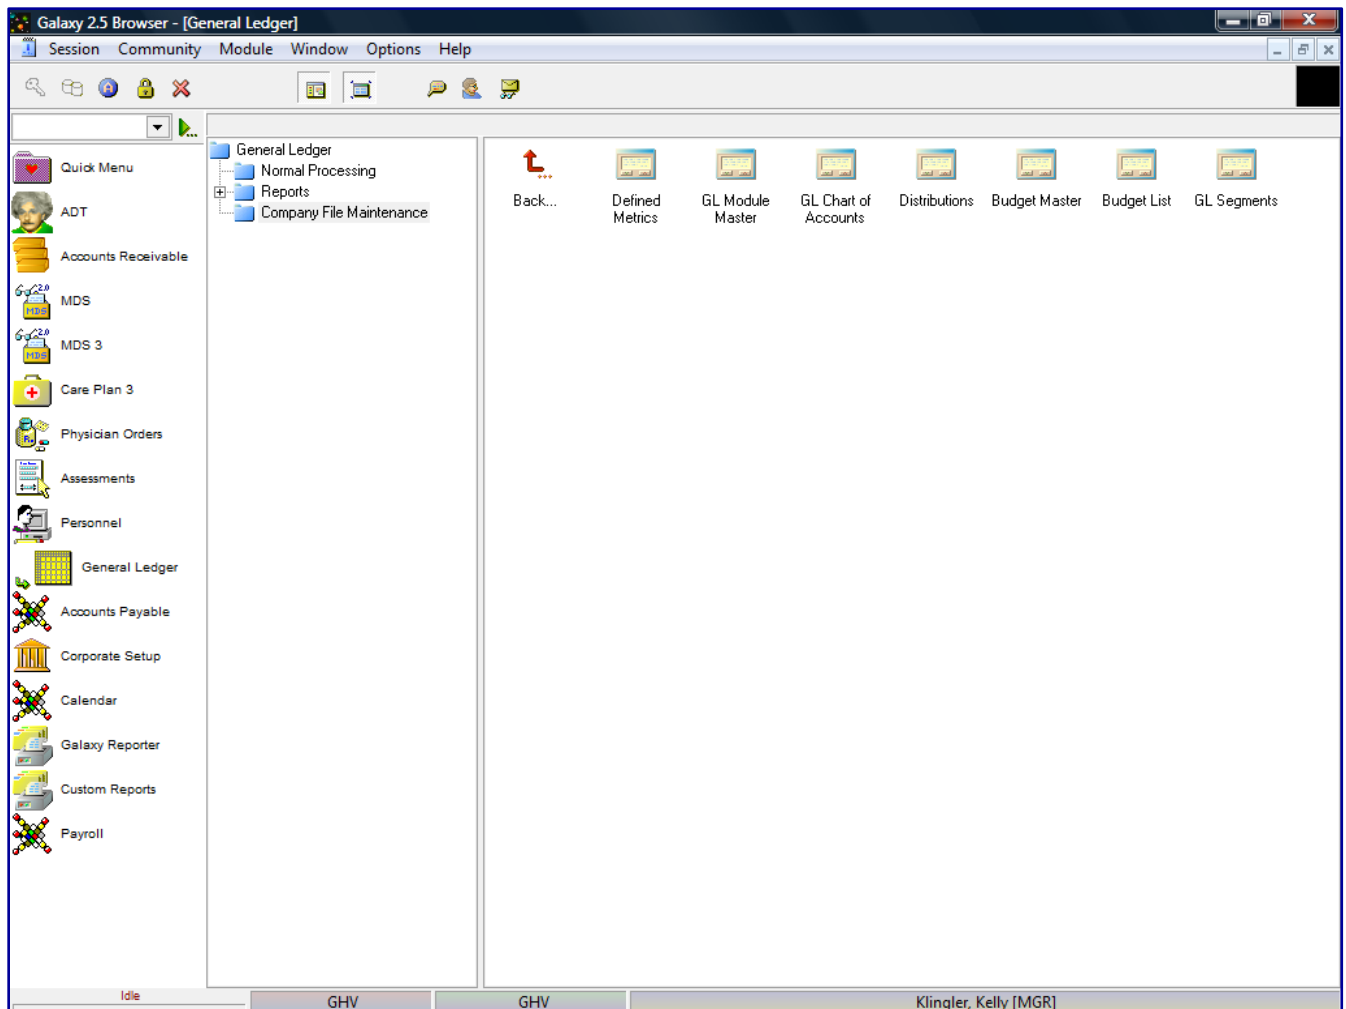 Galaxy 2.5 Browser - [General Ledger]
Session Community Module Window Options Help
Quick Menu
ADT
Accounts Receivable
MDS
MDS 3
Care Plan 3
Physician Orders
Assessments
Personnel
General Ledger
Accounts Payable
Corporate Setup
Calendar
Galaxy Reporter
Custom Reports
Payroll
General Ledger
Normal Processing
Reports
Company File Maintenance
Back...
Defined
Metrics
GL Module
Master
GL Chart of
Accounts
Distributions
Budget Master
Budget List
GL Segments
Idle
GHV
GHV
Klingler, Kelly [MGR]